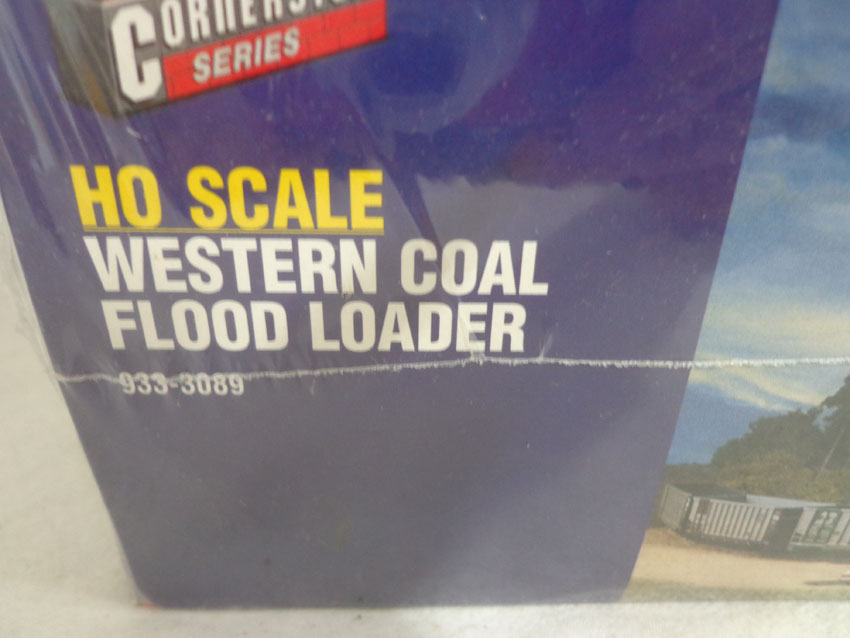 SERIES
HO SCALE
WESTERN COAL
FLOOD LOADER
933-3089